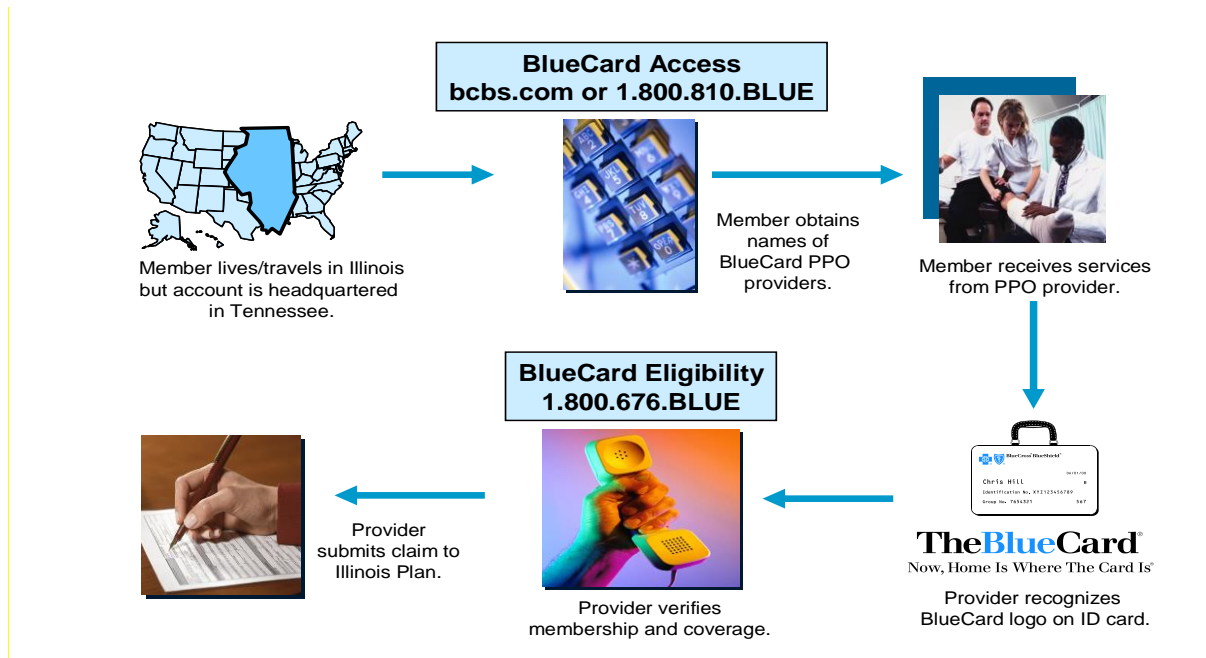 BlueCard Access
bcbs.com or 1.800.810.BLUE
Member lives/travels in Illinois
but account is headquartered
in Tennessee.
Member obtains
names of
BlueCard PPO
providers.
Member receives services
from PPO provider.
BlueCross BlueShield
Chris Hill
Identification No. XYZ123456789
Group No. 7654321 567
TheBlueCard®
Now, Home Is Where The Card Is®
Provider recognizes
BlueCard logo on ID card.
BlueCard Eligibility
1.800.676.BLUE
Provider verifies
membership and coverage.
Provider
submits claim to
Illinois Plan.